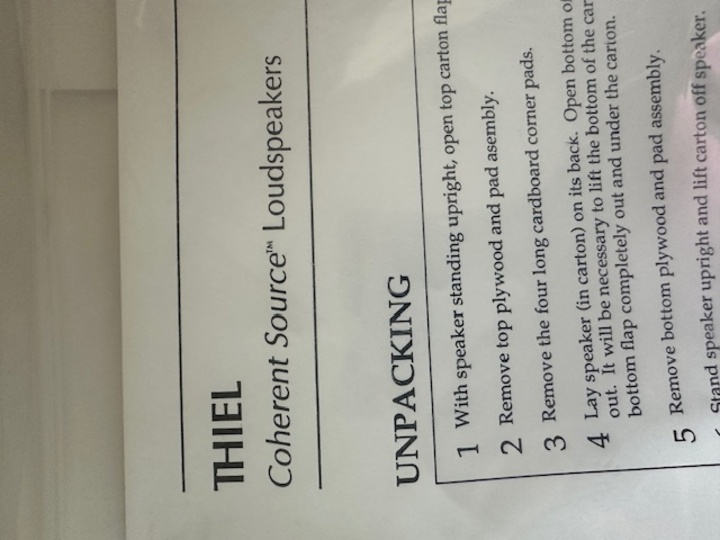 THIEL
Coherent Source™ Loudspeakers
UNPACKING
1 With speaker standing upright, open top carton flap
2 Remove top plywood and pad asembly.
3 Remove the four long cardboard corner pads.
4 Lay speaker (in carton) on its back. Open bottom of
out. It will be necessary to lift the bottom of the car
bottom flap completely out and under the carton.
5 Remove bottom plywood and pad assembly.
Stand speaker upright and lift carton off speaker.